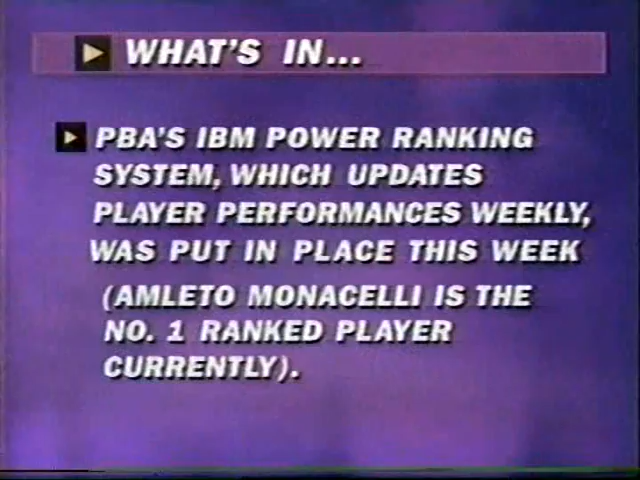 WHAT'S IN...
PBA'S IBM POWER RANKING
SYSTEM, WHICH UPDATES
PLAYER PERFORMANCES WEEKLY,
WAS PUT IN PLACE THIS WEEK
(AMLETO MONACELLI IS THE
NO. 1 RANKED PLAYER
CURRENTLY).